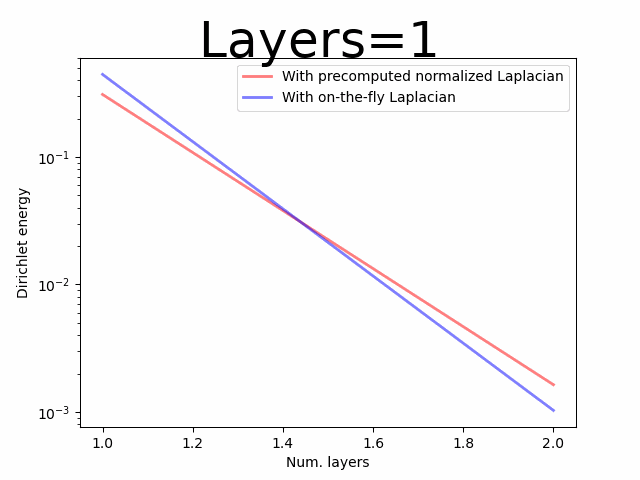 Layers=1
With precomputed normalized Laplacian
With on-the-fly Laplacian
Dirichlet energy
10⁻¹
10⁻²
10⁻³
1.0 1.2 1.4 1.6 1.8 2.0
Num. layers